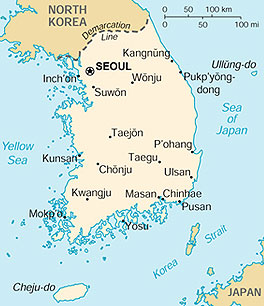 NORTH
KOREA
Demarcation
Line
0 50 100 km
0 50 100 mi
Kangnŭng
Ullŭng-do
SEOUL
Inch'ŏn
Wŏnju
Pukp'yŏng-
dong
Suwŏn
Sea
of
Japan
Taejŏn
Yellow
Sea
P'ohang
Kunsan
Taegu
Chŏnju
Ulsan
Kwangju
Masan
Chinhae
Pusan
Mokp'o
Yŏsu
Korea
Strait
Cheju-do
JAPAN